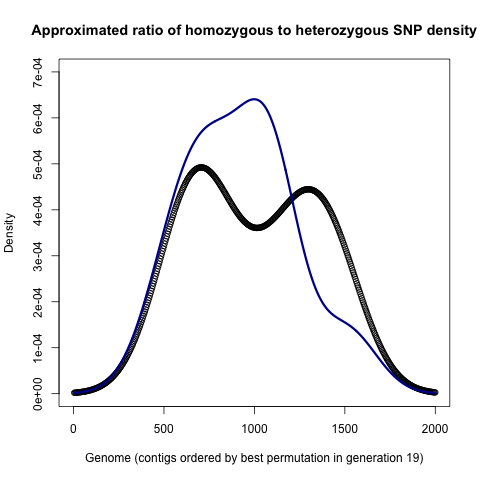 Approximated ratio of homozygous to heterozygous SNP density
7e-04
6e-04
5e-04
4e-04
3e-04
2e-04
1e-04
0e+00
Density
0 500 1000 1500 2000
Genome (contigs ordered by best permutation in generation 19)